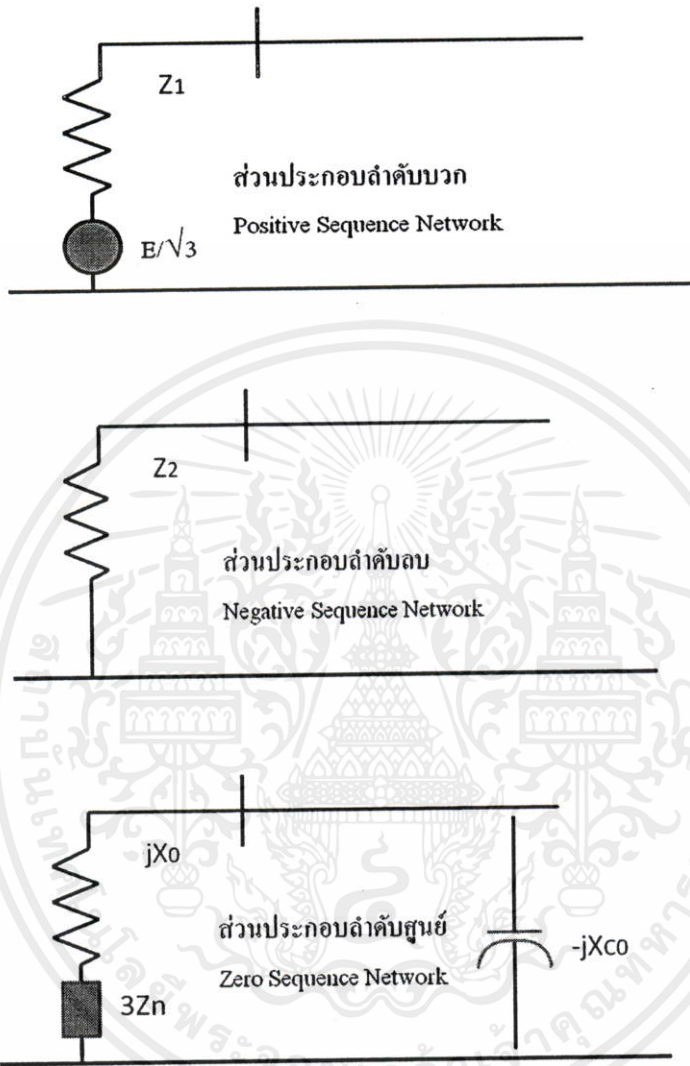 Z1
ส่วนประกอบลำดับบวก
Positive Sequence Network
E/√3
Z2
ส่วนประกอบลำดับลบ
Negative Sequence Network
jX0
ส่วนประกอบลำดับศูนย์
Zero Sequence Network
-jXC0
3Zn